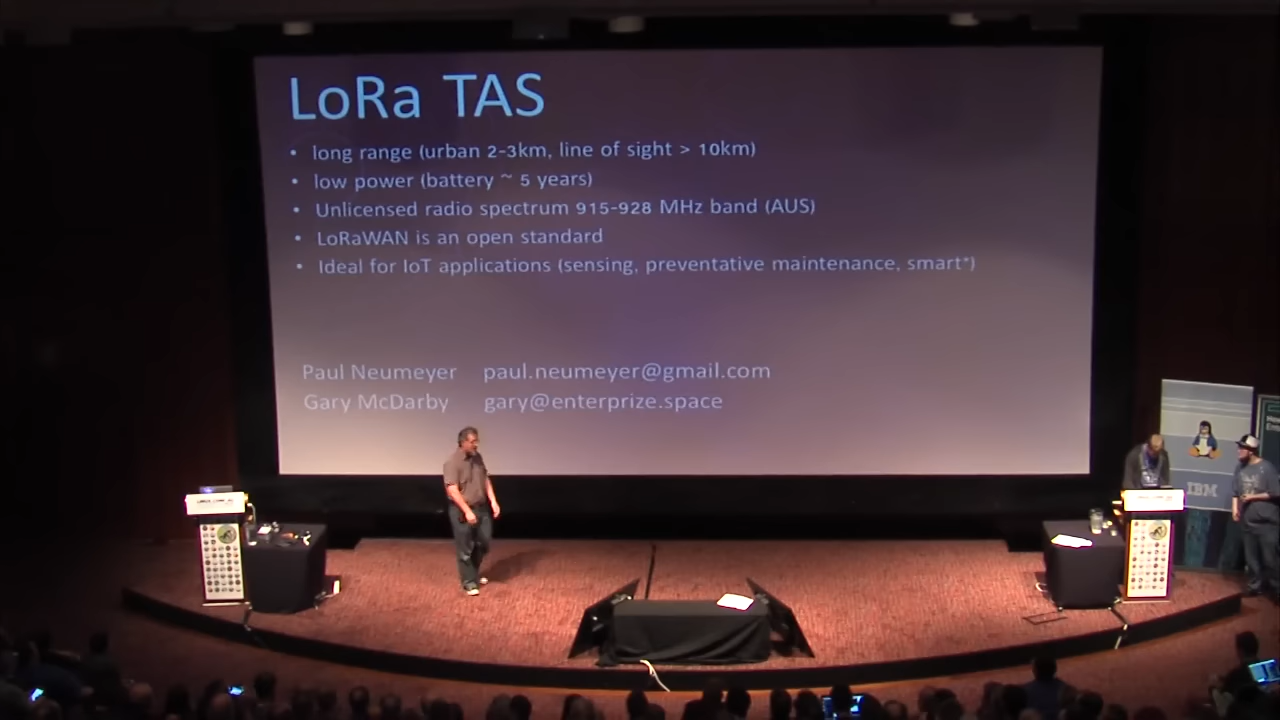 LoRa TAS
• long range (urban 2-3km, line of sight > 10km)
• low power (battery ~ 5 years)
• Unlicensed radio spectrum 915-928 MHz band (AUS)
• LoRaWAN is an open standard
• Ideal for IoT applications (sensing, preventative maintenance, smart*)
Paul Neumeyer paul.neumeyer@gmail.com
Gary McDarby gary@enterprize.space
IBM